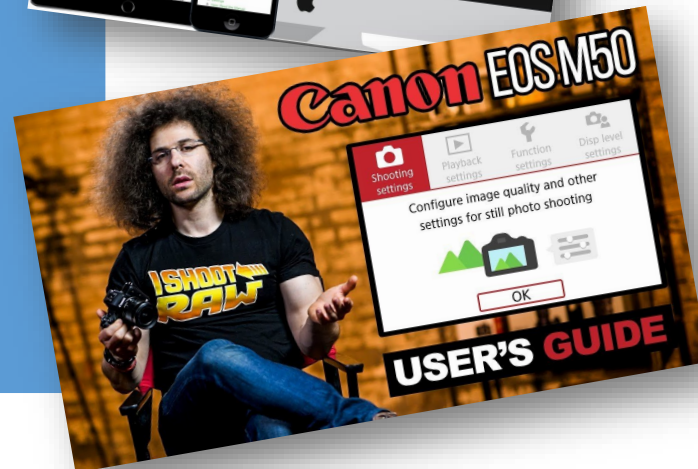 Canon EOS M50
Shooting settings
Playback settings
Function settings
Disp level settings
Configure image quality and other
settings for still photo shooting
OK
I SHOOT
RAW
USER'S GUIDE